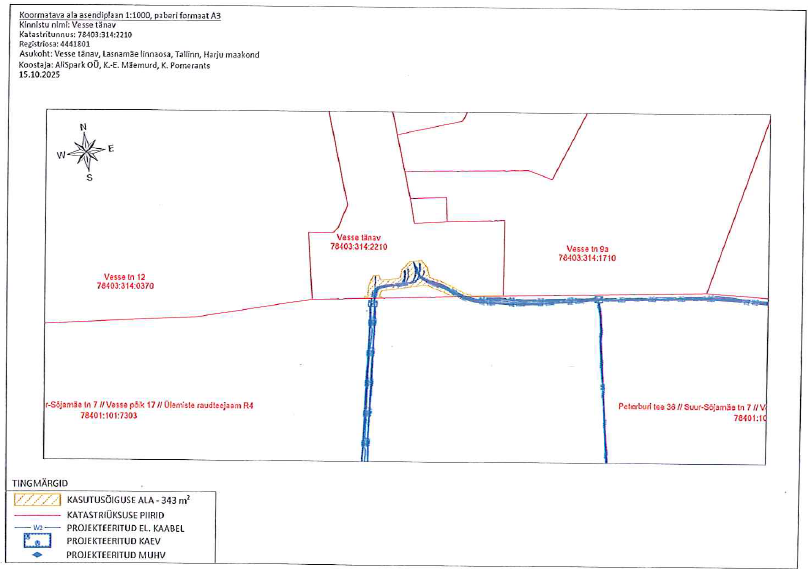 Koormatava ala asendiplaan 1:1000, paberi formaat A3
Kinnistu nimi: Vesse tänav
Katastritunnus: 78403:314:2210
Registriosa: 4441801
Asukoht: Vesse tänav, Lasnamäe linnaosa, Tallinn, Harju maakond
Koostaja: AliSpark OÜ, K.-E. Mäemurd, K. Pomerants
15.10.2025
N
W
E
S
Vesse tänav
78403:314:2210
Vesse tn 9a
78403:314:1710
Vesse tn 12
78403:314:0370
r-Sõjamäe tn 7 // Vesse põik 17 // Ülemiste raudteejaam R4
78401:101:7303
Peterburi tee 36 // Suur-Sõjamäe tn 7 // V
78401:10
TINGMÄRGID
KASUTUSÕIGUSE ALA - 343 m²
KATASTRIÜKSUSE PIIRID
W2 PROJEKTEERITUD EL. KAABEL
PROJEKTEERITUD KAEV
PROJEKTEERITUD MUHV